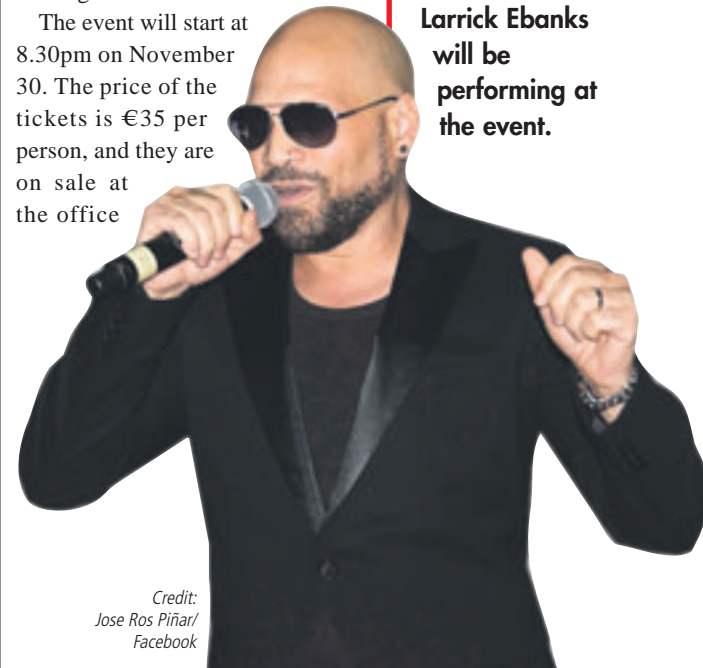 The event will start at
8.30pm on November
30. The price of the
tickets is €35 per
person, and they are
on sale at
the office
Larrick Ebanks
will be
performing at
the event.
Credit:
Jose Ros Piñar/
Facebook